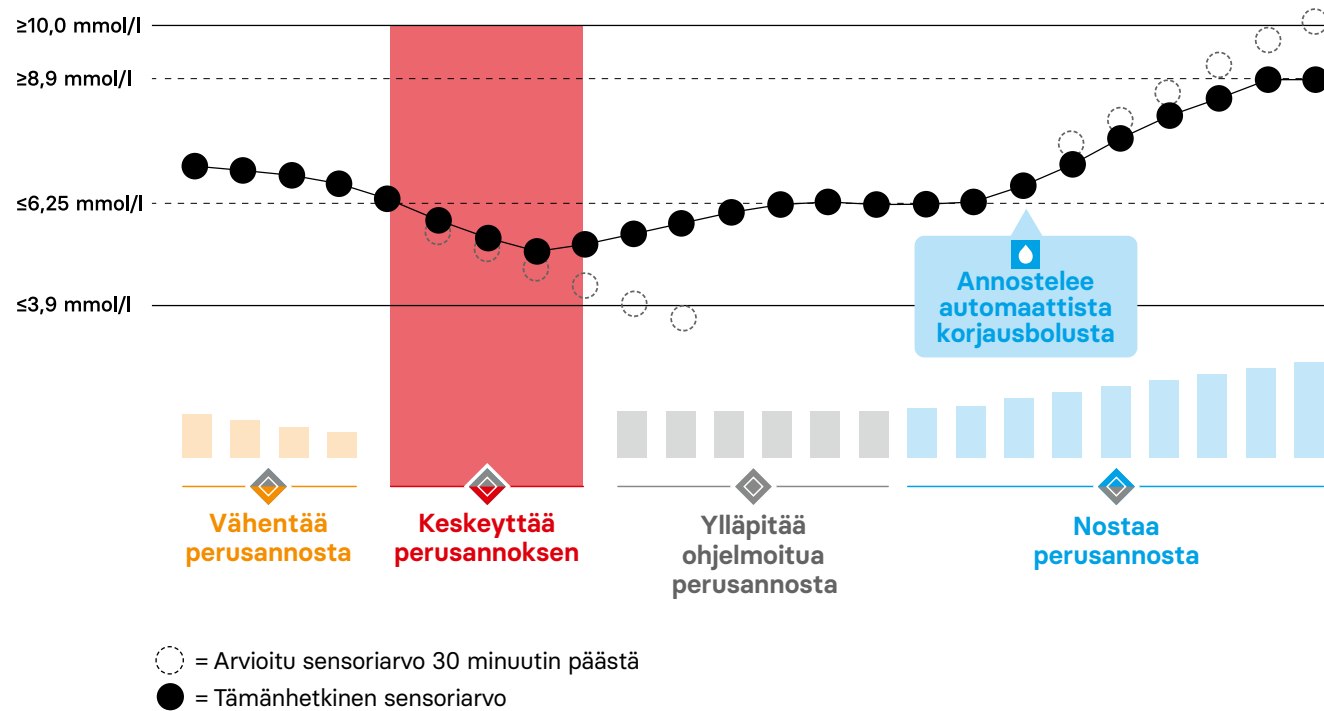 ≥10,0 mmol/l
≥8,9 mmol/l
≤6,25 mmol/l
≤3,9 mmol/l
Annostelee
automaattista
korjausbolusta
Vähentää
perusannosta
Keskeyttää
perusannoksen
Ylläpitää
ohjelmoitua
perusannosta
Nostaa
perusannosta
= Arvioitu sensoriarvo 30 minuutin päästä
= Tämänhetkinen sensoriarvo